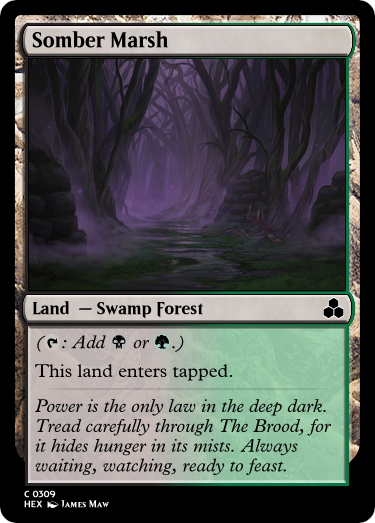 Somber Marsh
Land — Swamp Forest
(: Add or .)
This land enters tapped.
Power is the only law in the deep dark.
Tread carefully through The Brood, for
it hides hunger in its mists. Always
waiting, watching, ready to feast.
C 0309
HEX James Maw